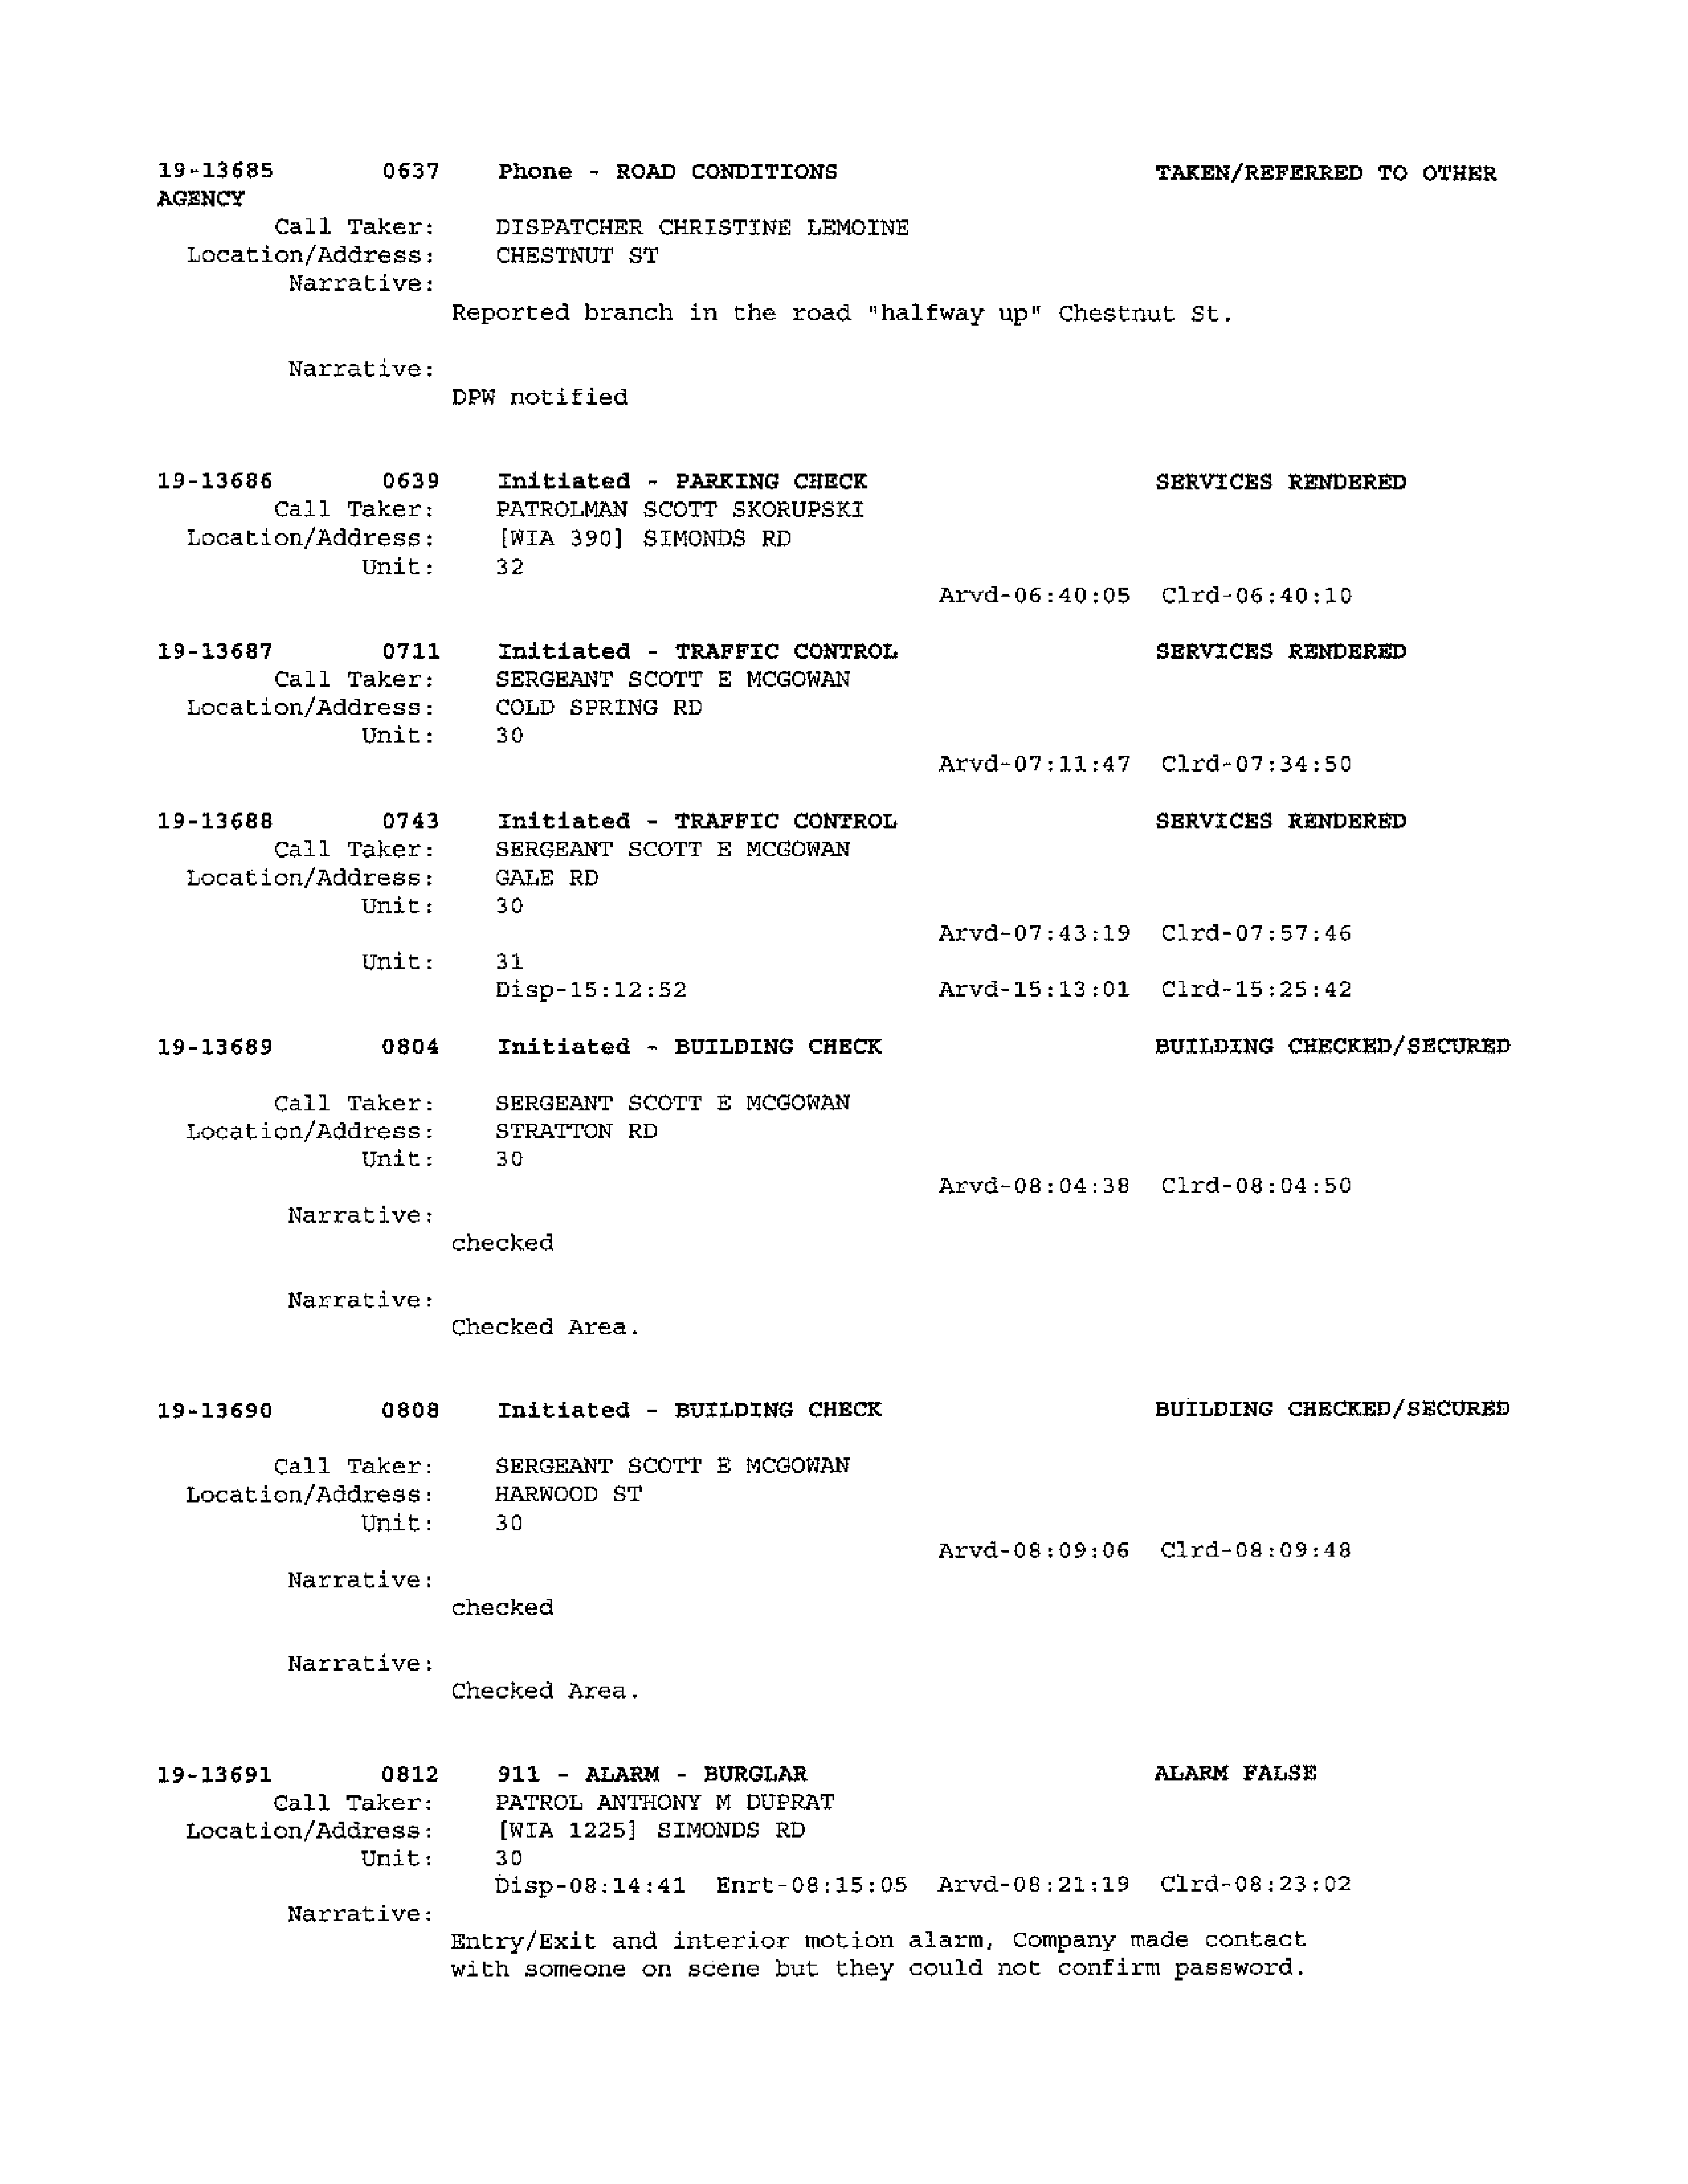 19-13685 0637 Phone - ROAD CONDITIONS TAKEN/REFERRED TO OTHER
AGENCY
Call Taker: DISPATCHER CHRISTINE LEMOINE
Location/Address: CHESTNUT ST
Narrative:
Reported branch in the road "halfway up" Chestnut St.
Narrative:
DPW notified
19-13686 0639 Initiated - PARKING CHECK SERVICES RENDERED
Call Taker: PATROLMAN SCOTT SKORUPSKI
Location/Address: [WIA 390] SIMONDS RD
Unit: 32
Arvd-06:40:05 Clrd-06:40:10
19-13687 0711 Initiated - TRAFFIC CONTROL SERVICES RENDERED
Call Taker: SERGEANT SCOTT E MCGOWAN
Location/Address: COLD SPRING RD
Unit: 30
Arvd-07:11:47 Clrd-07:34:50
19-13688 0743 Initiated - TRAFFIC CONTROL SERVICES RENDERED
Call Taker: SERGEANT SCOTT E MCGOWAN
Location/Address: GALE RD
Unit: 30
Arvd-07:43:19 Clrd-07:57:46
Unit: 31
Disp-15:12:52 Arvd-15:13:01 Clrd-15:25:42
19-13689 0804 Initiated - BUILDING CHECK BUILDING CHECKED/SECURED
Call Taker: SERGEANT SCOTT E MCGOWAN
Location/Address: STRATTON RD
Unit: 30
Arvd-08:04:38 Clrd-08:04:50
Narrative:
checked
Narrative:
Checked Area.
19-13690 0808 Initiated - BUILDING CHECK BUILDING CHECKED/SECURED
Call Taker: SERGEANT SCOTT E MCGOWAN
Location/Address: HARWOOD ST
Unit: 30
Arvd-08:09:06 Clrd-08:09:48
Narrative:
checked
Narrative:
Checked Area.
19-13691 0812 911 - ALARM - BURGLAR ALARM FALSE
Call Taker: PATROL ANTHONY M DUPRAT
Location/Address: [WIA 1225] SIMONDS RD
Unit: 30
Disp-08:14:41 Enrt-08:15:05 Arvd-08:21:19 Clrd-08:23:02
Narrative:
Entry/Exit and interior motion alarm, Company made contact
with someone on scene but they could not confirm password.